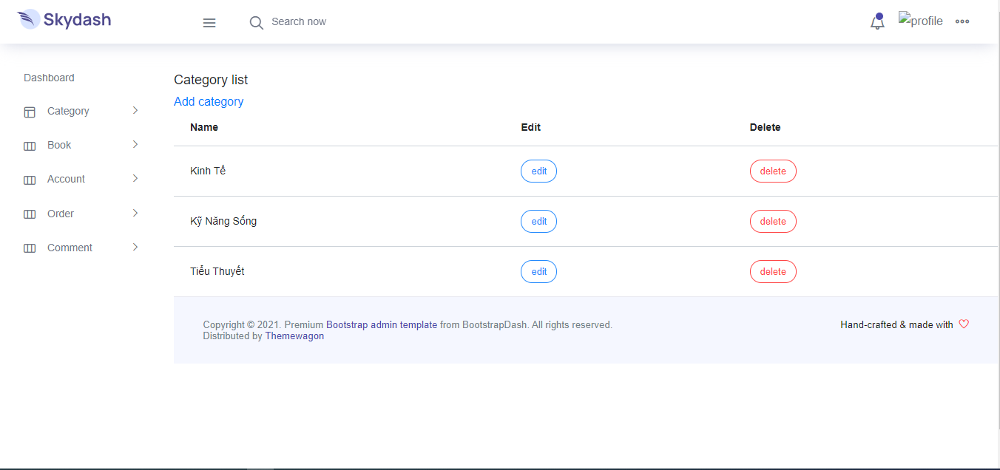 Skydash
Search now
profile
Dashboard
Category
Book
Account
Order
Comment
Category list
Add category
Name Edit Delete
Kinh Tế edit delete
Kỹ Năng Sống edit delete
Tiểu Thuyết edit delete
Copyright © 2021. Premium Bootstrap admin template from BootstrapDash. All rights reserved.
Distributed by Themewagon
Hand-crafted & made with